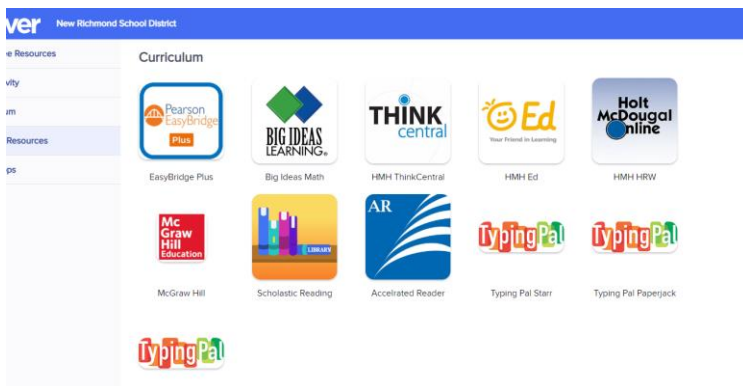 ver New Richmond School District
e Resources
Curriculum
vity
um
Resources
ps
Pearson
EasyBridge
Plus
BIG IDEAS
LEARNING®
THINK
central
Ed
Your Friend in Learning
Holt
McDougal
Online
EasyBridge Plus
Big Ideas Math
HMH ThinkCentral
HMH Ed
HMH HRW
Mc
Graw
Hill
Education
LIBRARY
AR
TypingPal
TypingPal
McGraw Hill
Scholastic Reading
Accelrated Reader
Typing Pal Starr
Typing Pal Paperjack
TypingPal